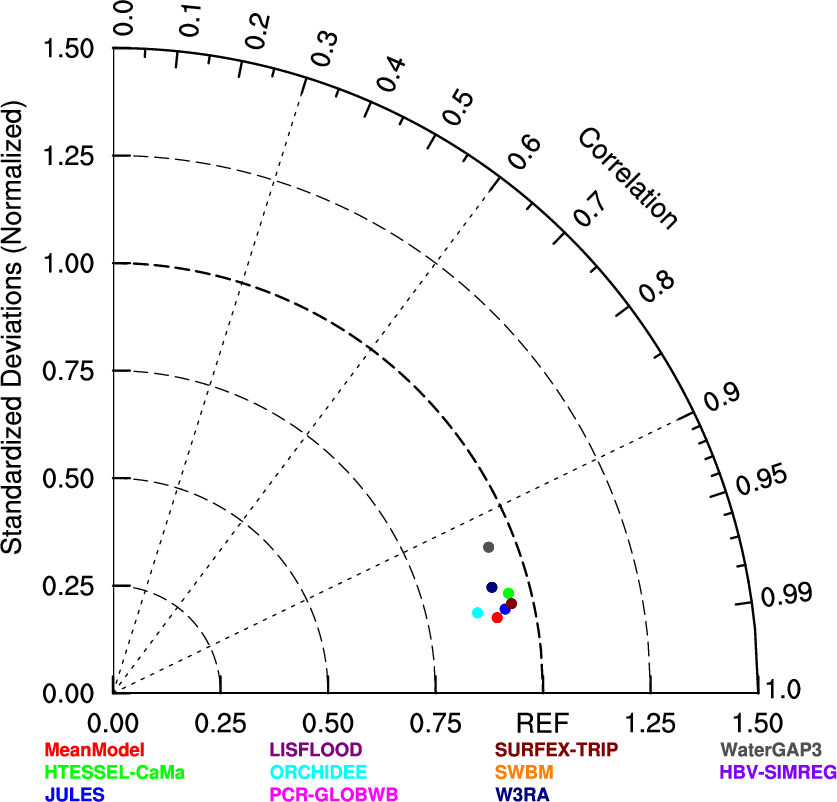 0.0 0.1 0.2 0.3 0.4 0.5 0.6 0.7 0.8 0.9 0.95 0.99 1.0
Correlation
Standardized Deviations (Normalized)
1.50
1.25
1.00
0.75
0.50
0.25
0.00
0.00 0.25 0.50 0.75 REF 1.25 1.50
MeanModel LISFLOOD SURFEX-TRIP WaterGAP3
HTESSEL-CaMa ORCHIDEE SWBM HBV-SIMREG
JULES PCR-GLOBWB W3RA